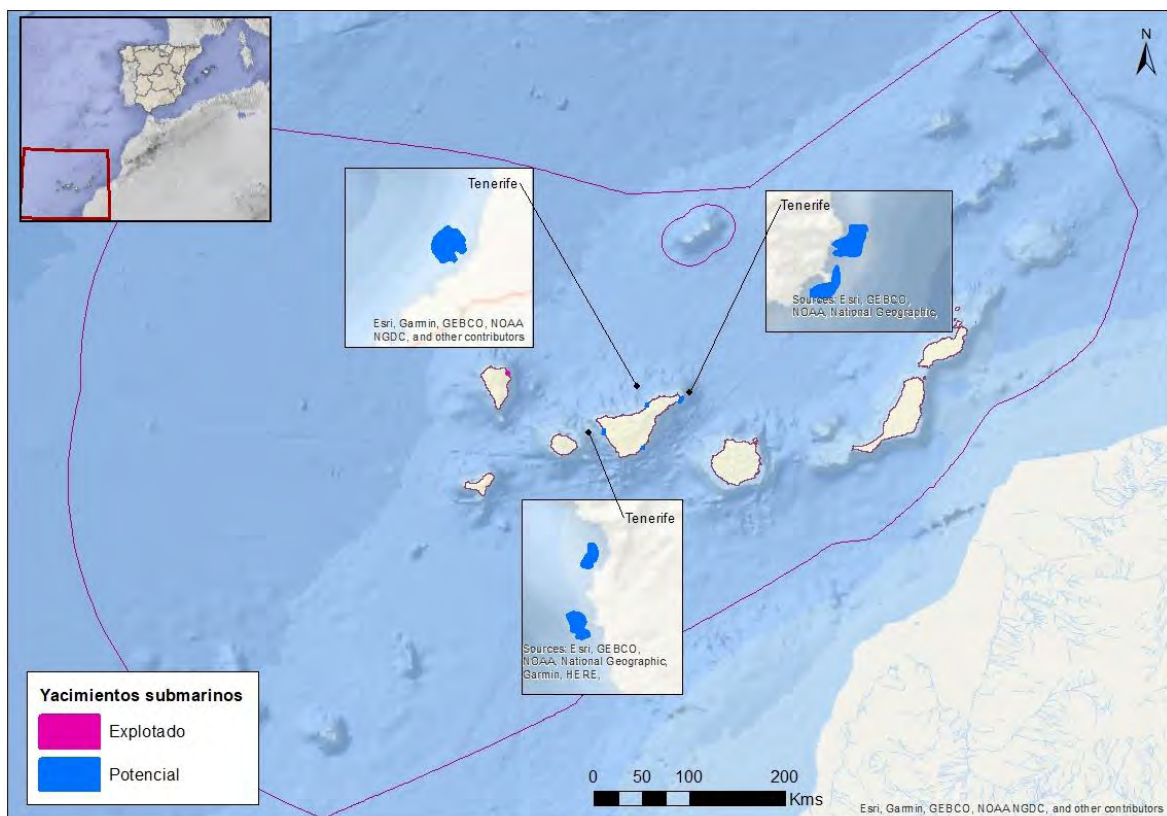 N
Tenerife
Esri, Garmin, GEBCO, NOAA
NGDC, and other contributors
Tenerife
Sources: Esri, GEBCO,
NOAA, National Geographic,
Tenerife
Sources: Esri, GEBCO,
NOAA, National Geographic,
Garmin, HERE,
Yacimientos submarinos
Explotado
Potencial
0 50 100 200
Kms
Esri, Garmin, GEBCO, NOAA NGDC, and other contributors